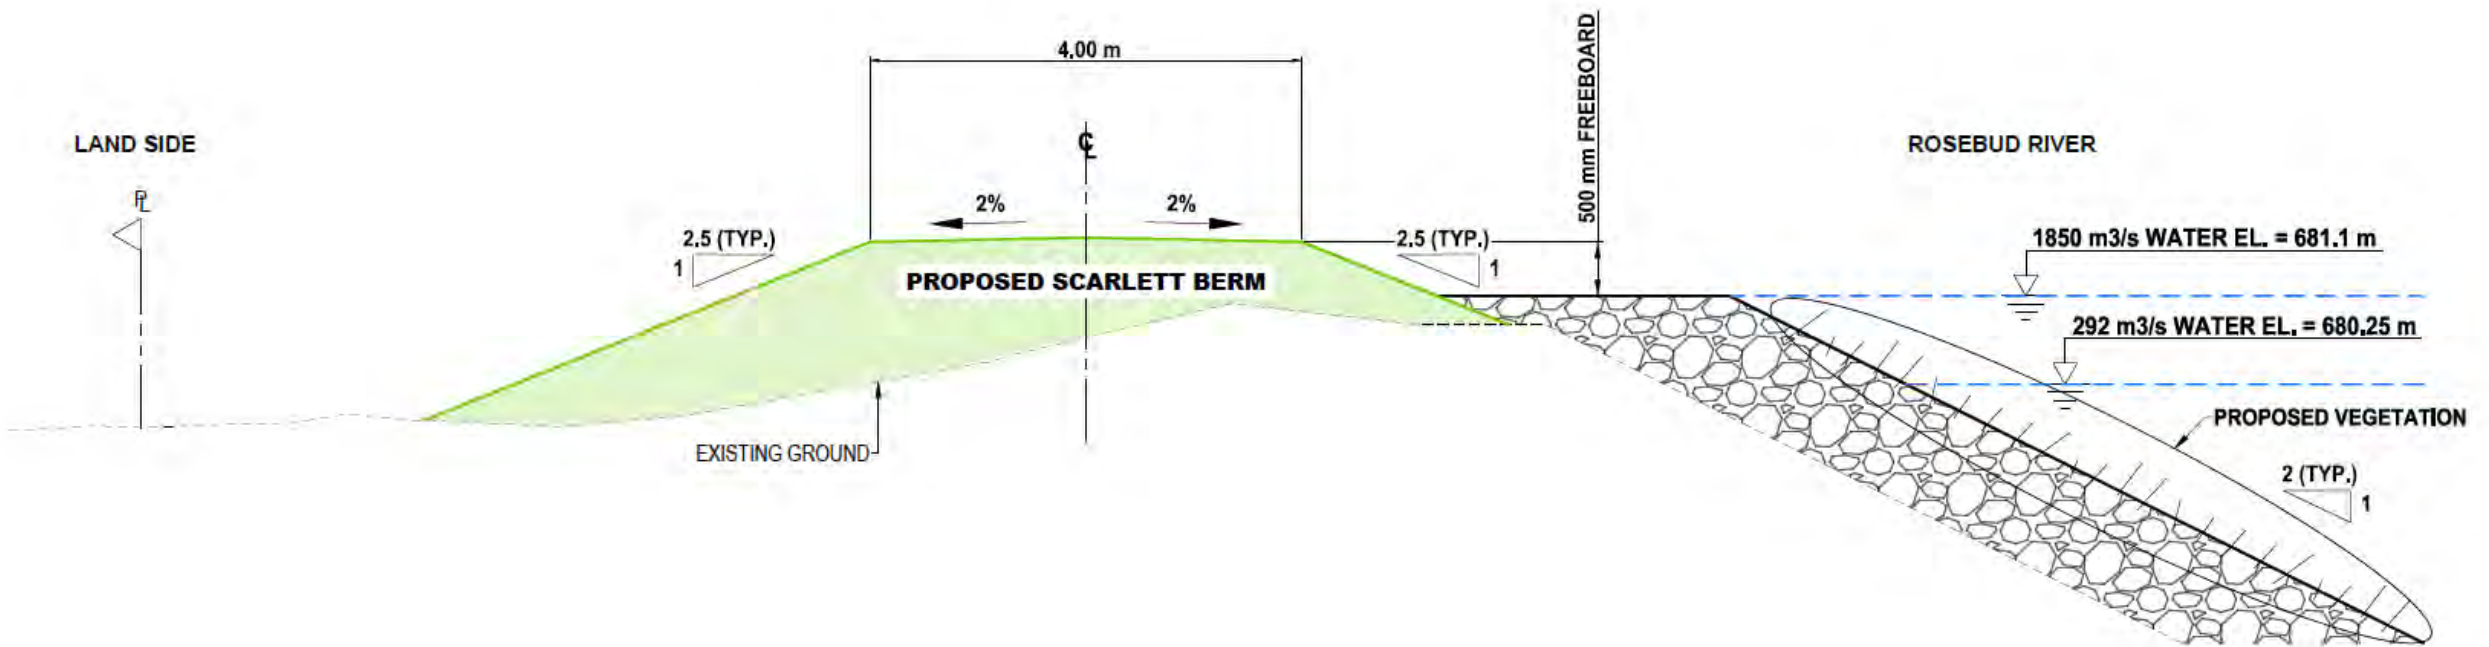 4.00 m
500 mm FREEBOARD
LAND SIDE
ROSEBUD RIVER
℄
PL
2%
2%
2.5 (TYP.)
1
2.5 (TYP.)
1
1850 m3/s WATER EL. = 681.1 m
PROPOSED SCARLETT BERM
292 m3/s WATER EL. = 680.25 m
PROPOSED VEGETATION
EXISTING GROUND
2 (TYP.)
1